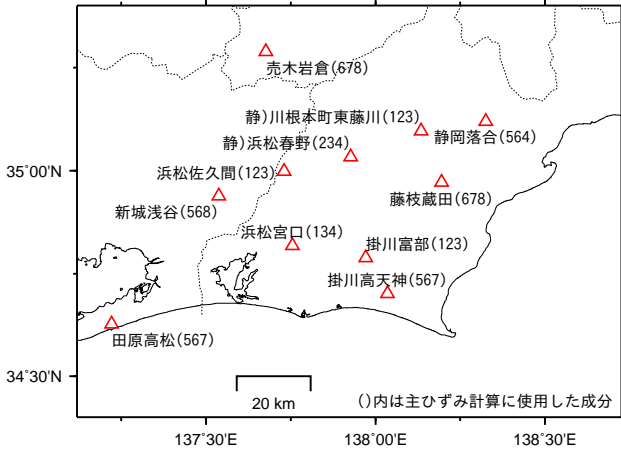 売木岩倉(678)
静)川根本町東藤川(123)
静岡落合(564)
静)浜松春野(234)
35°00'N
浜松佐久間(123)
藤枝蔵田(678)
新城浅谷(568)
浜松宮口(134)
掛川富部(123)
掛川高天神(567)
田原高松(567)
34°30'N
20 km
()内は主ひずみ計算に使用した成分
137°30'E
138°00'E
138°30'E